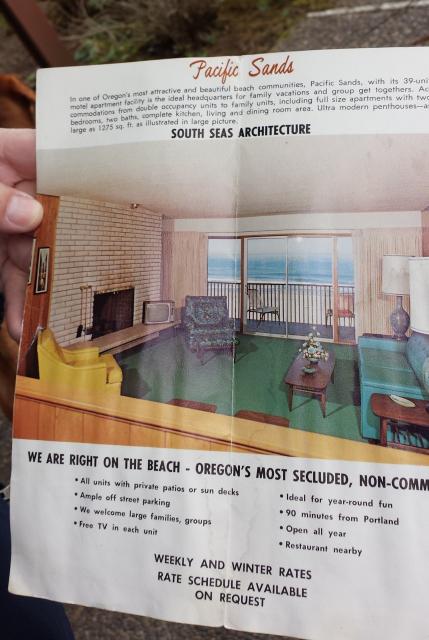 Pacific Sands
In one of Oregon's most attractive and beautiful beach communities, Pacific Sands, with its 39-uni
motel apartment facility is the ideal headquarters for family vacations and group get togethers. Ac
commodations from double occupancy units to family units, including full size apartments with two
bedrooms, two baths, complete kitchen, living and dining room area. Ultra modern penthouses—a
large as 1275 sq. ft. as illustrated in large picture.
SOUTH SEAS ARCHITECTURE
WE ARE RIGHT ON THE BEACH - OREGON'S MOST SECLUDED, NON-COMM
• All units with private patios or sun decks
• Ample off street parking
• We welcome large families, groups
• Free TV in each unit
• Ideal for year-round fun
• 90 minutes from Portland
• Open all year
• Restaurant nearby
WEEKLY AND WINTER RATES
RATE SCHEDULE AVAILABLE
ON REQUEST